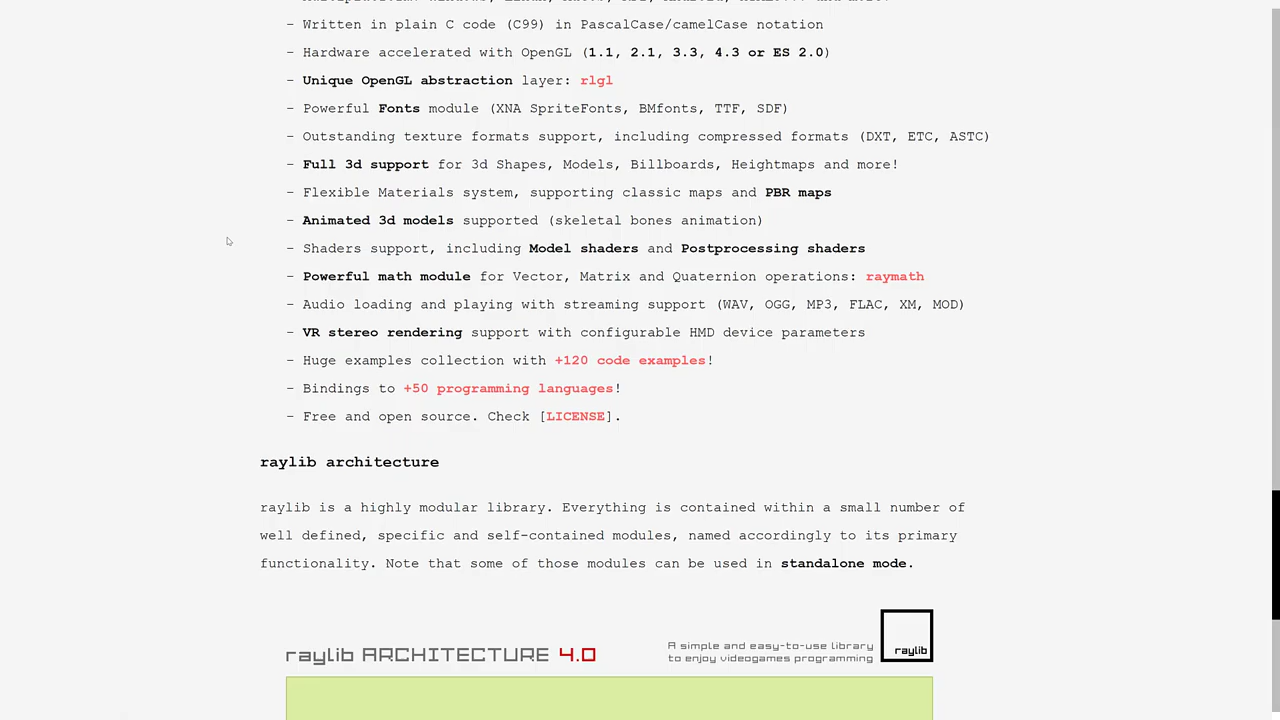 - Written in plain C code (C99) in PascalCase/camelCase notation
- Hardware accelerated with OpenGL (1.1, 2.1, 3.3, 4.3 or ES 2.0)
- Unique OpenGL abstraction layer: rlgl
- Powerful Fonts module (XNA SpriteFonts, BMfonts, TTF, SDF)
- Outstanding texture formats support, including compressed formats (DXT, ETC, ASTC)
- Full 3d support for 3d Shapes, Models, Billboards, Heightmaps and more!
- Flexible Materials system, supporting classic maps and PBR maps
- Animated 3d models supported (skeletal bones animation)
- Shaders support, including Model shaders and Postprocessing shaders
- Powerful math module for Vector, Matrix and Quaternion operations: raymath
- Audio loading and playing with streaming support (WAV, OGG, MP3, FLAC, XM, MOD)
- VR stereo rendering support with configurable HMD device parameters
- Huge examples collection with +120 code examples!
- Bindings to +50 programming languages!
- Free and open source. Check [LICENSE].
raylib architecture
raylib is a highly modular library. Everything is contained within a small number of
well defined, specific and self-contained modules, named accordingly to its primary
functionality. Note that some of those modules can be used in standalone mode.
raylib ARCHITECTURE 4.0
A simple and easy-to-use library
to enjoy videogames programming
raylib